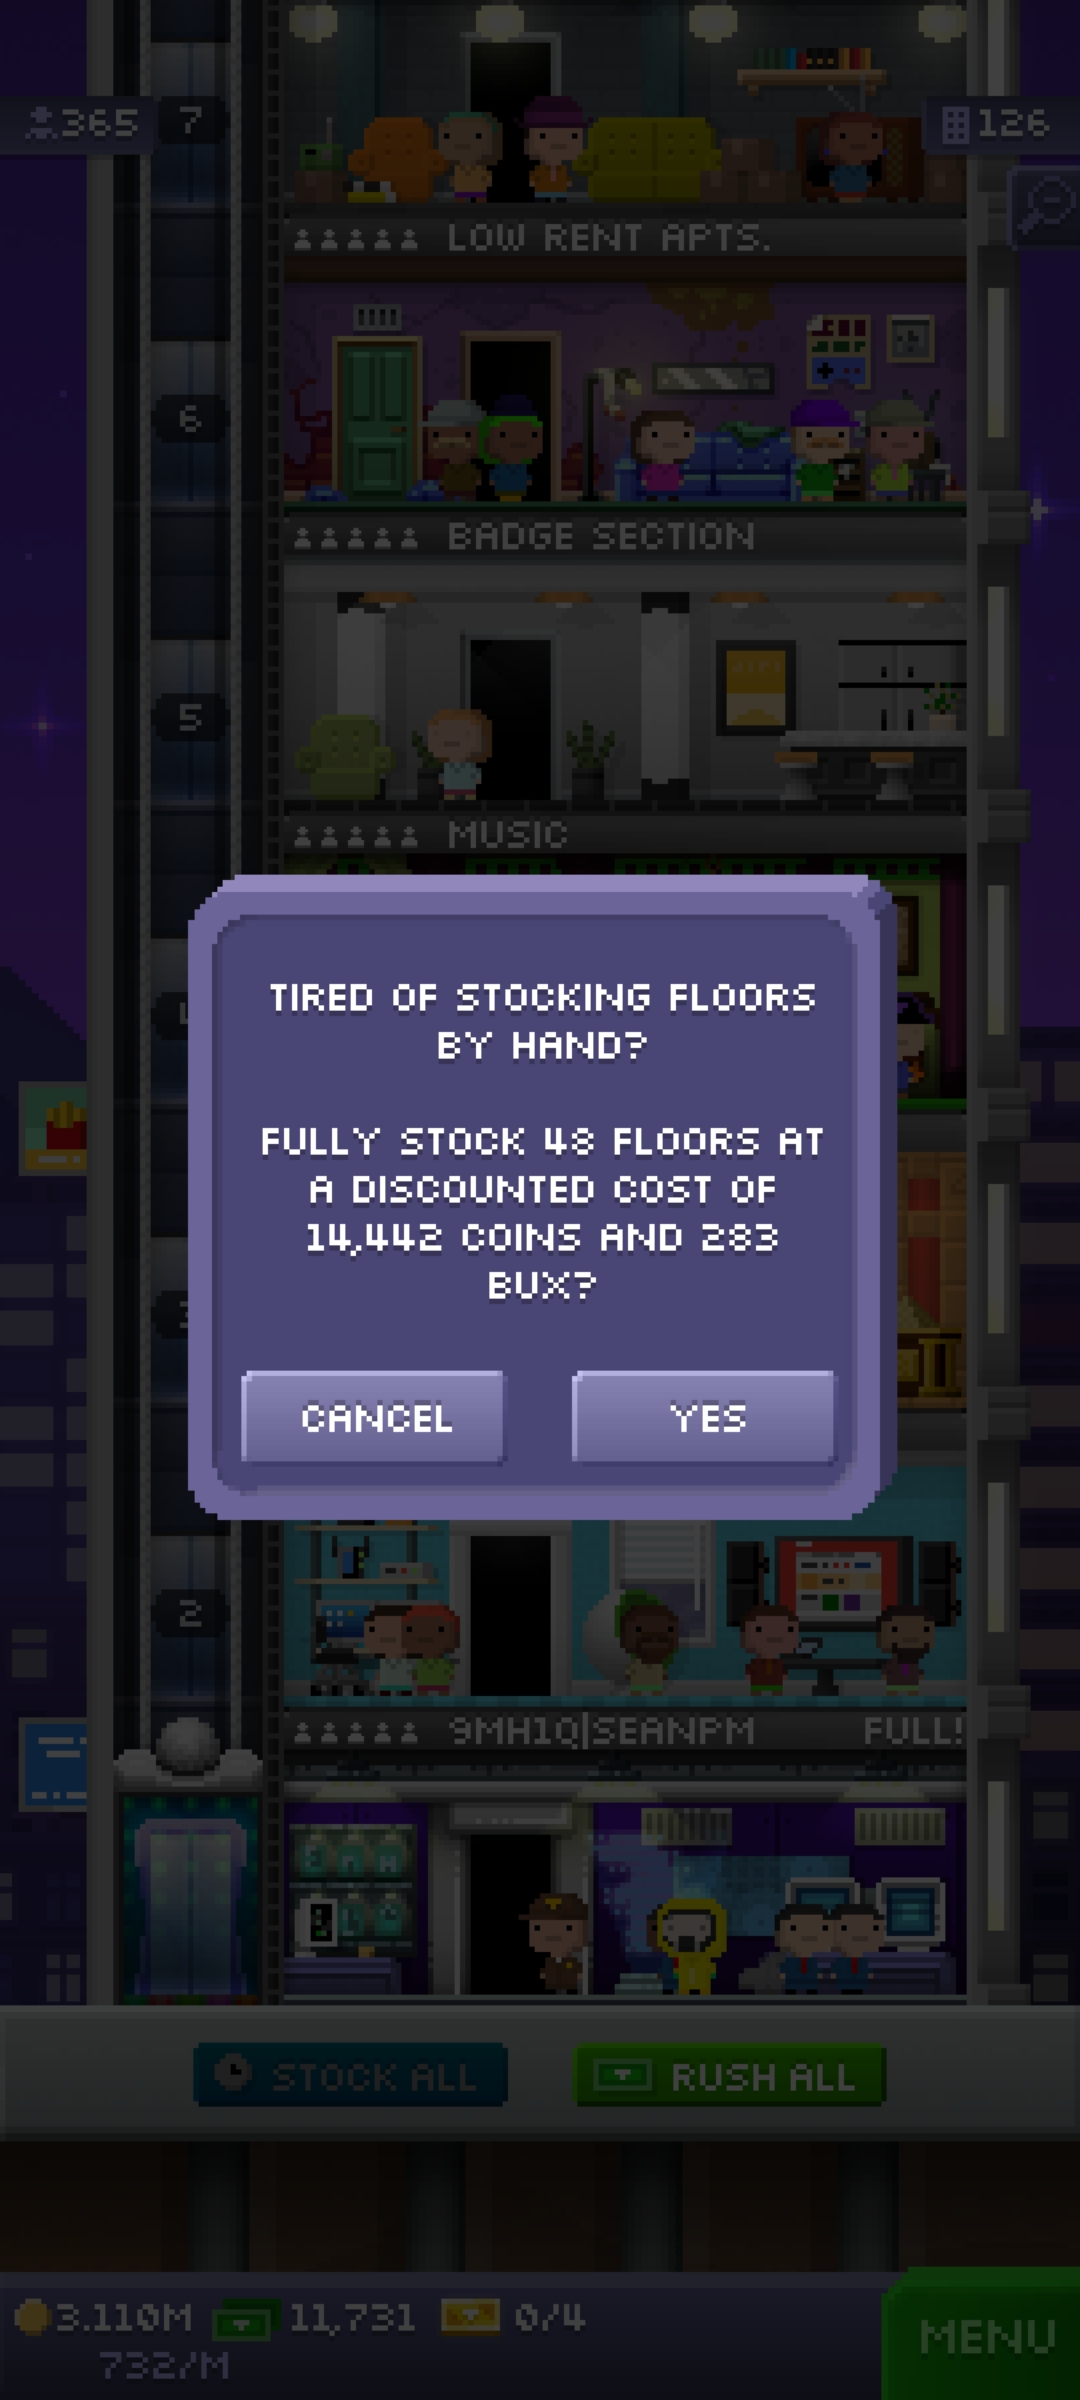 365
7
126
LOW RENT APTS.
6
BADGE SECTION
5
MUSIC
TIRED OF STOCKING FLOORS
BY HAND?
FULLY STOCK 48 FLOORS AT
A DISCOUNTED COST OF
14,442 COINS AND 283
BUX?
CANCEL
YES
2
9MH1Q|SEANPM
FULL!
STOCK ALL
RUSH ALL
3.110M
11,731
0/4
732/M
MENU